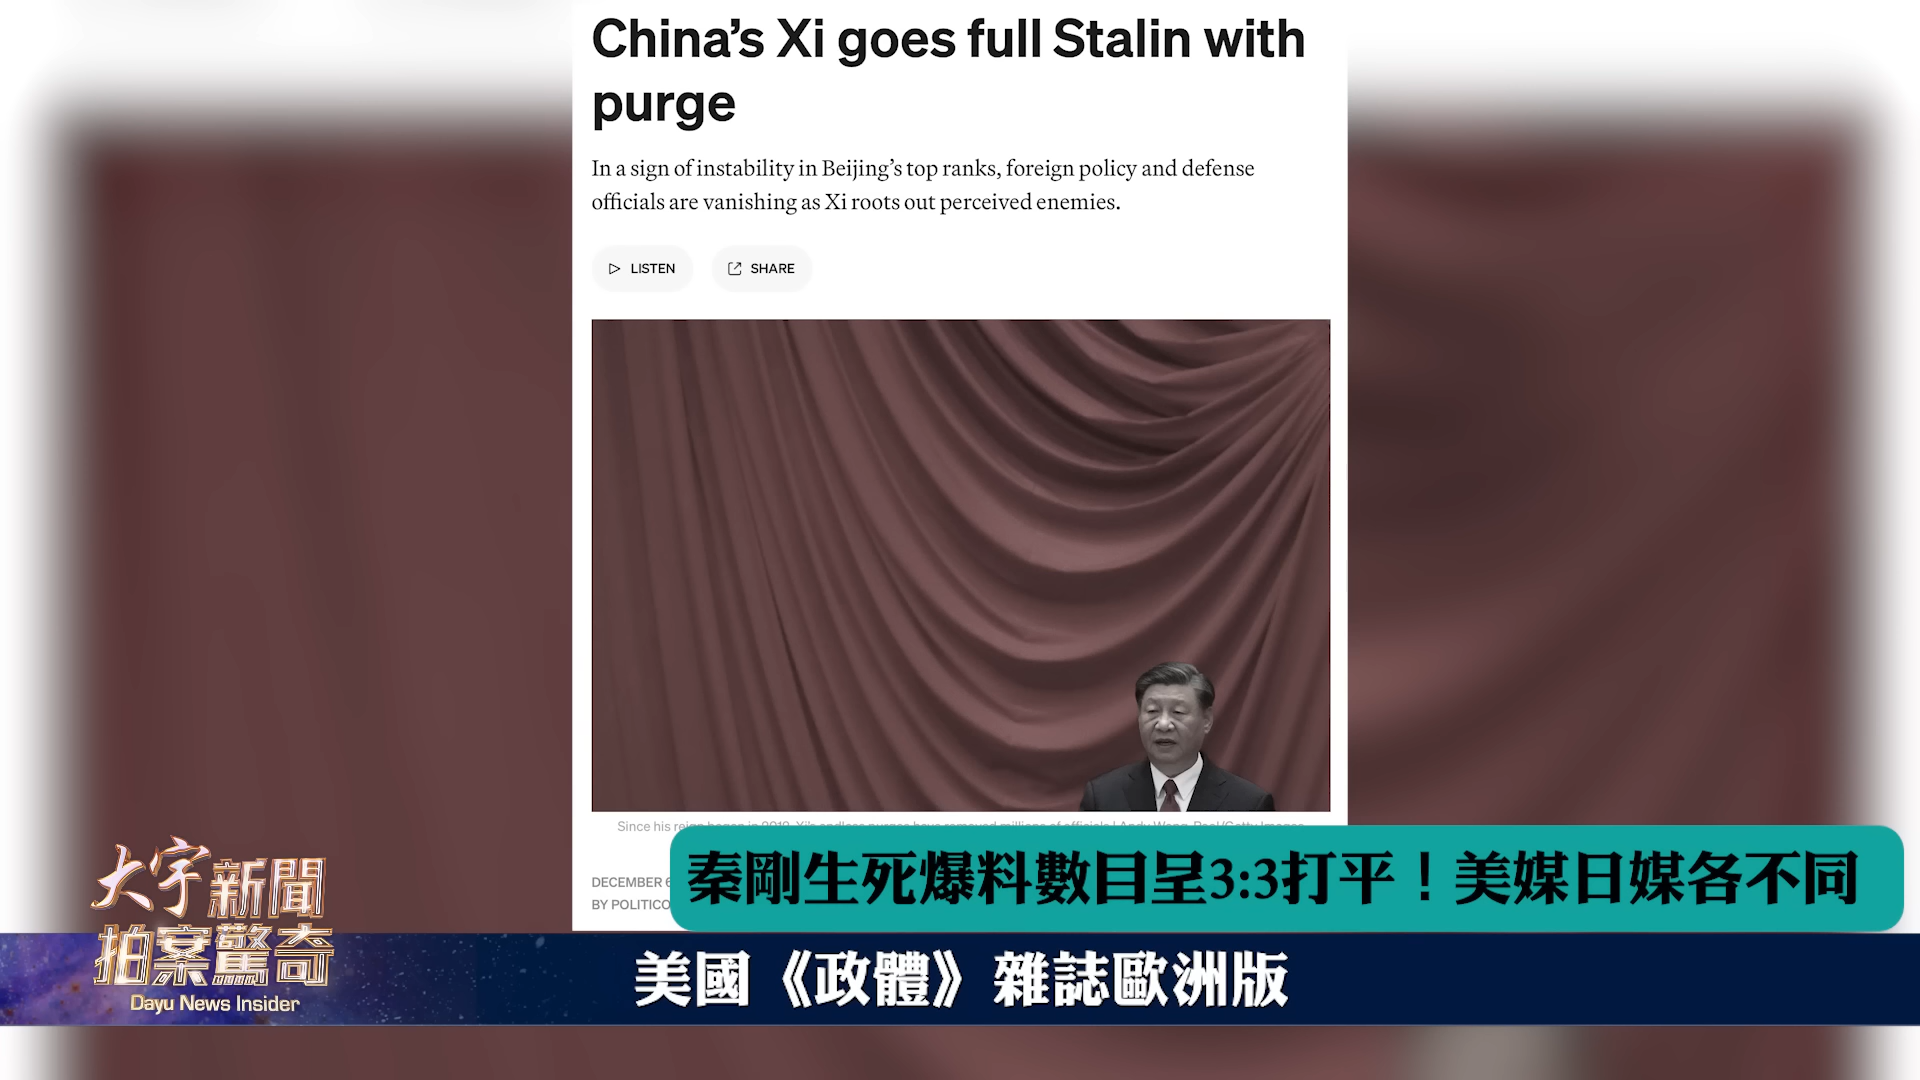 China's Xi goes full Stalin with
purge
In a sign of instability in Beijing's top ranks, foreign policy and defense
officials are vanishing as Xi roots out perceived enemies.
LISTEN
SHARE
Since his
DECEMBER 6
BY POLITICO
秦剛生死爆料數目呈3:3打平！美媒日媒各不同
大宇新聞
拍案驚奇
Dayu News Insider
美國《政體》雜誌歐洲版